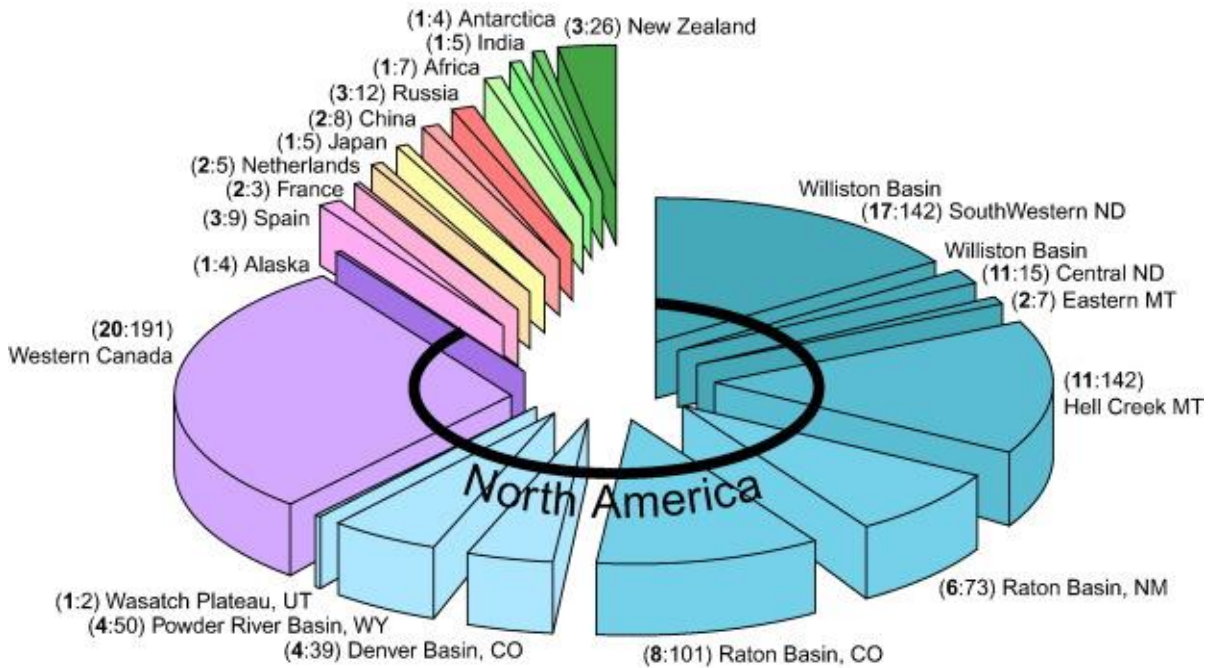 (1:4) Antarctica
(3:26) New Zealand
(1:5) India
(1:7) Africa
(3:12) Russia
(2:8) China
(1:5) Japan
(2:5) Netherlands
(2:3) France
(3:9) Spain
(1:4) Alaska
(20:191)
Western Canada
Williston Basin
(17:142) SouthWestern ND
Williston Basin
(11:15) Central ND
(2:7) Eastern MT
(11:142)
Hell Creek MT
North America
(6:73) Raton Basin, NM
(1:2) Wasatch Plateau, UT
(4:50) Powder River Basin, WY
(4:39) Denver Basin, CO
(8:101) Raton Basin, CO